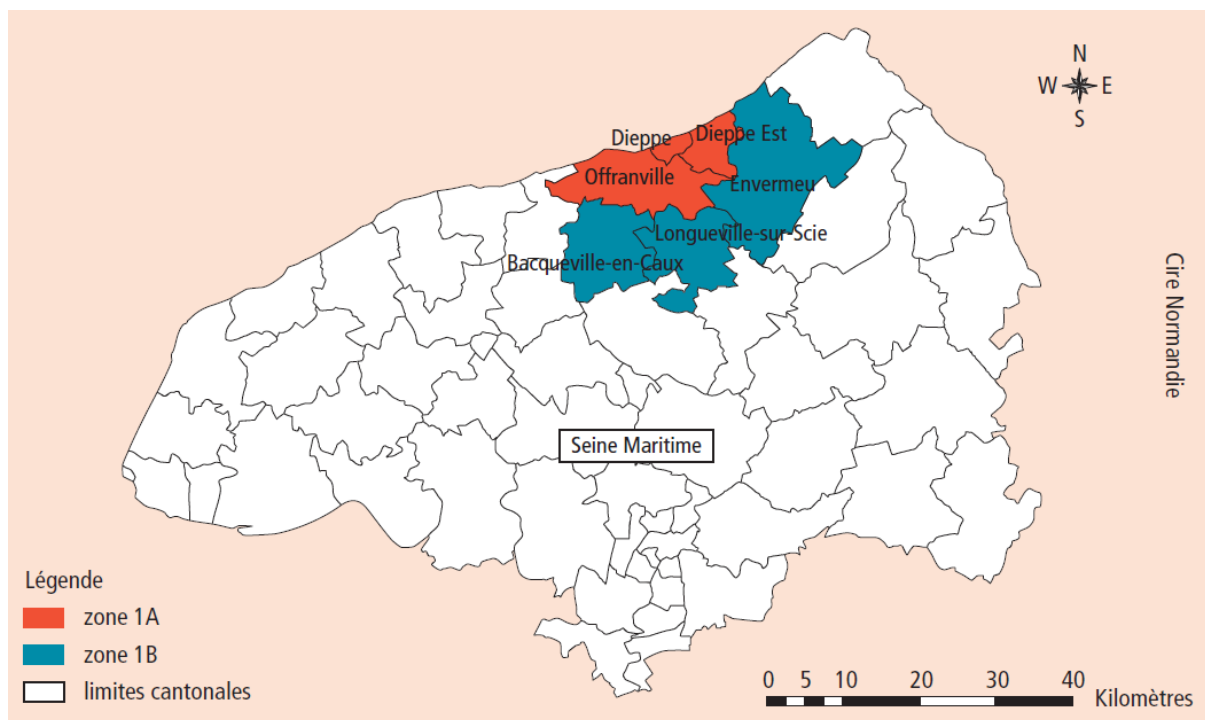 N
W E
S
Dieppe
Dieppe Est
Offranville
Envermeu
Longueville-sur-Scie
Bacqueville-en-Caux
Cire Normandie
Seine Maritime
Légende
zone 1A
zone 1B
limites cantonales
0 5 10 20 30 40
Kilomètres